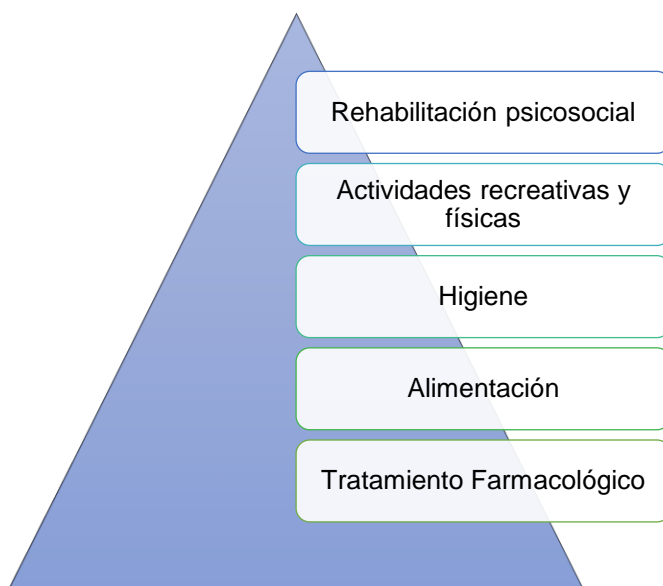 Rehabilitación psicosocial
Actividades recreativas y
físicas
Higiene
Alimentación
Tratamiento Farmacológico